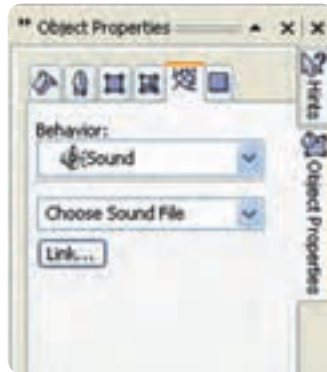 Object Properties
Behavior:
Sound
Choose Sound File
Link...
Hints
Object Properties